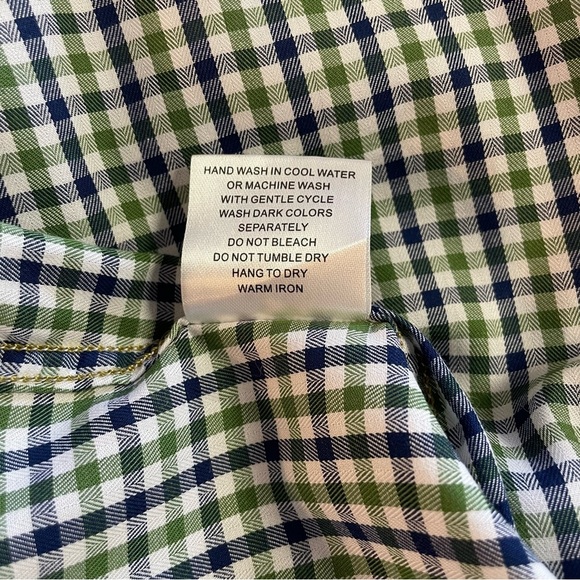 HAND WASH IN COOL WATER
OR MACHINE WASH
WITH GENTLE CYCLE
WASH DARK COLORS
SEPARATELY
DO NOT BLEACH
DO NOT TUMBLE DRY
HANG TO DRY
WARM IRON